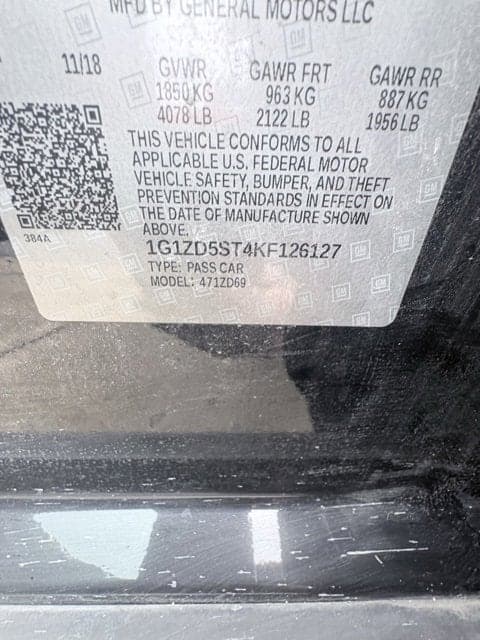 MFD BY GENERAL MOTORS LLC
11/18 GVWR GAWR FRT GAWR RR
1850 KG 963 KG 887 KG
4078 LB 2122 LB 1956 LB
THIS VEHICLE CONFORMS TO ALL
APPLICABLE U.S. FEDERAL MOTOR
VEHICLE SAFETY, BUMPER, AND THEFT
PREVENTION STANDARDS IN EFFECT ON
THE DATE OF MANUFACTURE SHOWN
ABOVE.
384A
1G1ZD5ST4KF126127
TYPE: PASS CAR
MODEL: 471ZD69